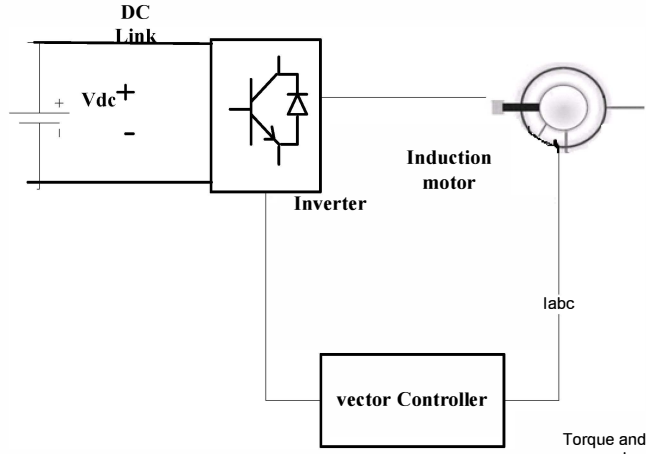 DC
Link
+
Vdc
+
-
-
Induction
motor
Inverter
Iabc
vector Controller
Torque and